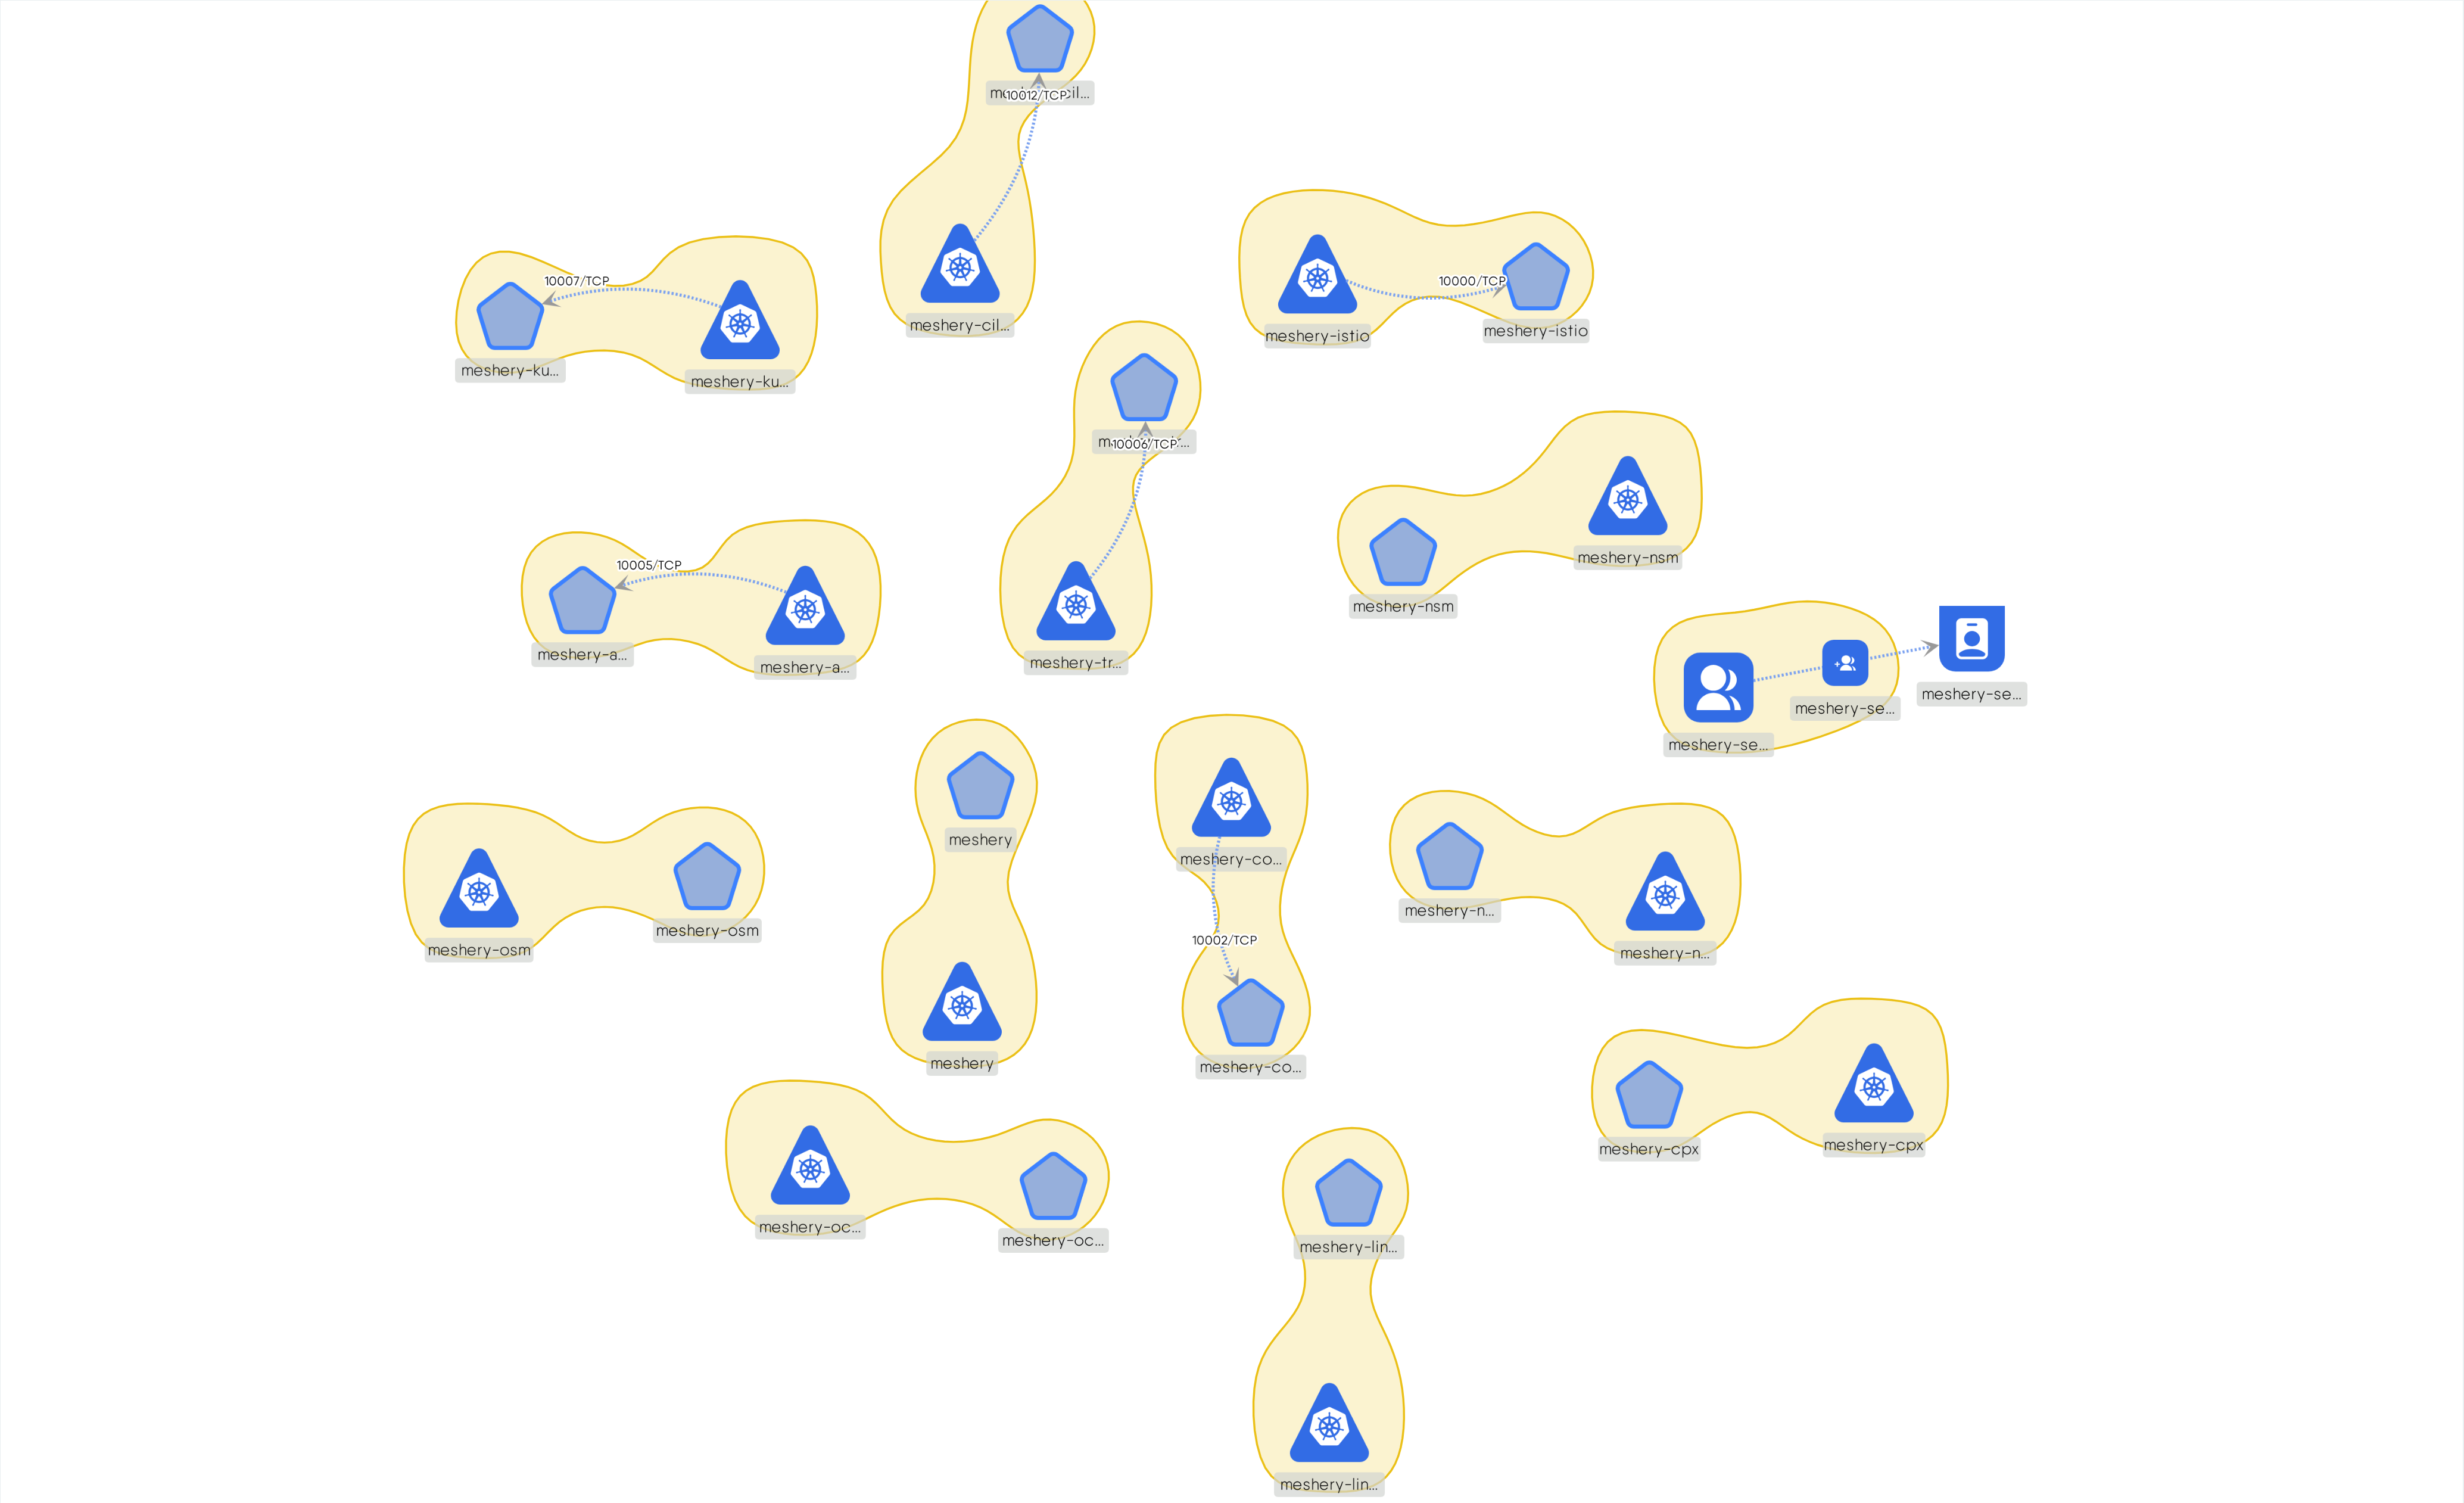 10012/TCP
meshery-cil...
10007/TCP
meshery-ku...
meshery-ku...
10000/TCP
meshery-istio
meshery-istio
10006/TCP
meshery-tr...
meshery-nsm
meshery-nsm
10005/TCP
meshery-a...
meshery-a...
meshery-se...
meshery-se...
meshery-se...
meshery
meshery
meshery-co...
10002/TCP
meshery-co...
meshery-n...
meshery-n...
meshery-osm
meshery-osm
meshery-cpx
meshery-cpx
meshery-oc...
meshery-oc...
meshery-lin...
meshery-lin...